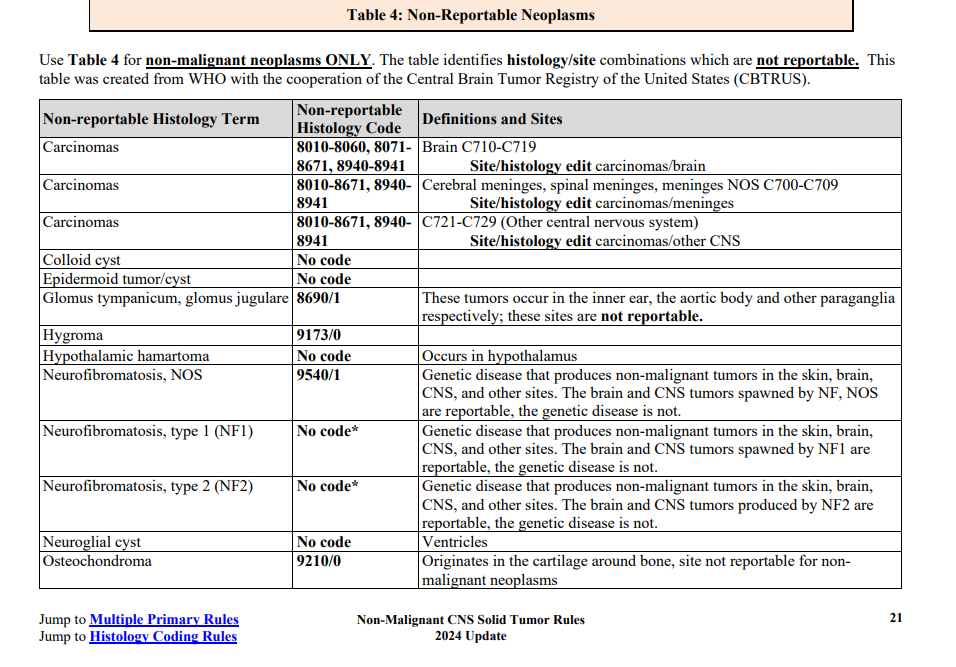 Table 4: Non-Reportable Neoplasms
Use Table 4 for non-malignant neoplasms ONLY. The table identifies histology/site combinations which are not reportable. This
table was created from WHO with the cooperation of the Central Brain Tumor Registry of the United States (CBTRUS).
Non-reportable Histology Term
Non-reportable
Histology Code
Definitions and Sites
Carcinomas
8010-8060, 8071-
8671, 8940-8941
Brain C710-C719
Site/histology edit carcinomas/brain
Carcinomas
8010-8671, 8940-
8941
Cerebral meninges, spinal meninges, meninges NOS C700-C709
Site/histology edit carcinomas/meninges
Carcinomas
8010-8671, 8940-
8941
C721-C729 (Other central nervous system)
Site/histology edit carcinomas/other CNS
Colloid cyst
No code
Epidermoid tumor/cyst
No code
Glomus tympanicum, glomus jugulare
8690/1
These tumors occur in the inner ear, the aortic body and other paraganglia
respectively; these sites are not reportable.
Hygroma
9173/0
Hypothalamic hamartoma
No code
Occurs in hypothalamus
Neurofibromatosis, NOS
9540/1
Genetic disease that produces non-malignant tumors in the skin, brain,
CNS, and other sites. The brain and CNS tumors spawned by NF, NOS
are reportable, the genetic disease is not.
Neurofibromatosis, type 1 (NF1)
No code*
Genetic disease that produces non-malignant tumors in the skin, brain,
CNS, and other sites. The brain and CNS tumors spawned by NF1 are
reportable, the genetic disease is not.
Neurofibromatosis, type 2 (NF2)
No code*
Genetic disease that produces non-malignant tumors in the skin, brain,
CNS, and other sites. The brain and CNS tumors produced by NF2 are
reportable, the genetic disease is not.
Neuroglial cyst
No code
Ventricles
Osteochondroma
9210/0
Originates in the cartilage around bone, site not reportable for non-
malignant neoplasms
Jump to Multiple Primary Rules
Jump to Histology Coding Rules
Non-Malignant CNS Solid Tumor Rules
2024 Update
21